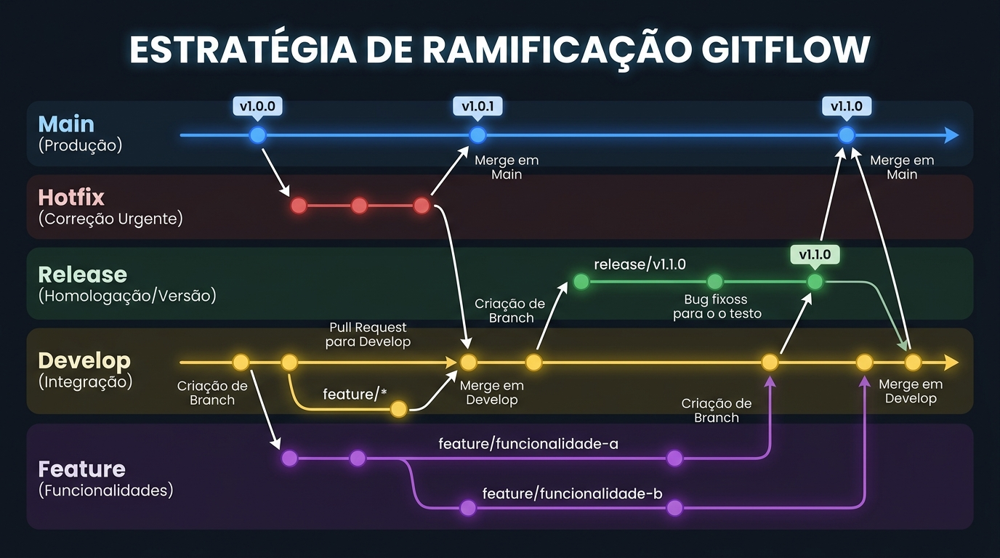 ESTRATÉGIA DE RAMIFICAÇÃO GITFLOW
v1.0.0
v1.0.1
v1.1.0
Main
(Produção)
Merge em
Main
Merge em
Main
Hotfix
(Correção Urgente)
v1.1.0
Release
(Homologação/Versão)
release/v1.1.0
Criação de
Branch
Bug fixoss
para o o testo
Pull Request
para Develop
Develop
(Integração)
Criação de
Branch
feature/*
Merge em
Develop
Criação de
Branch
Merge em
Develop
Feature
(Funcionalidades)
feature/funcionalidade-a
feature/funcionalidade-b